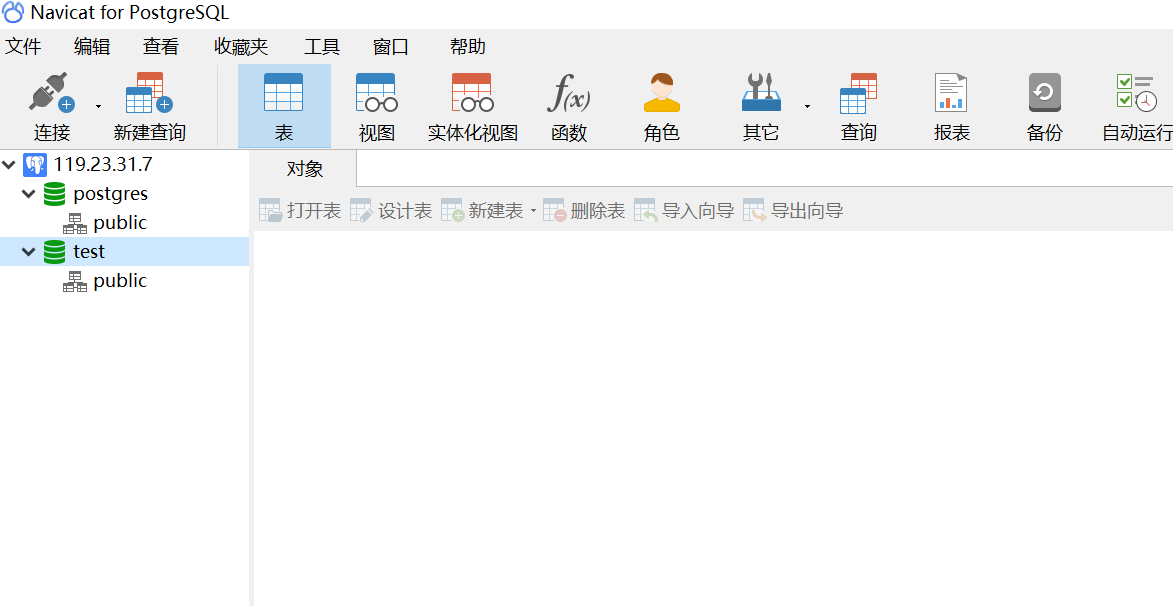 Navicat for PostgreSQL
文件 编辑 查看 收藏夹 工具 窗口 帮助
连接 新建查询 表 视图 实体化视图 函数 角色 其它 查询 报表 备份 自动运行
119.23.31.7
postgres
public
test
public
对象
打开表 设计表 新建表 删除表 导入向导 导出向导